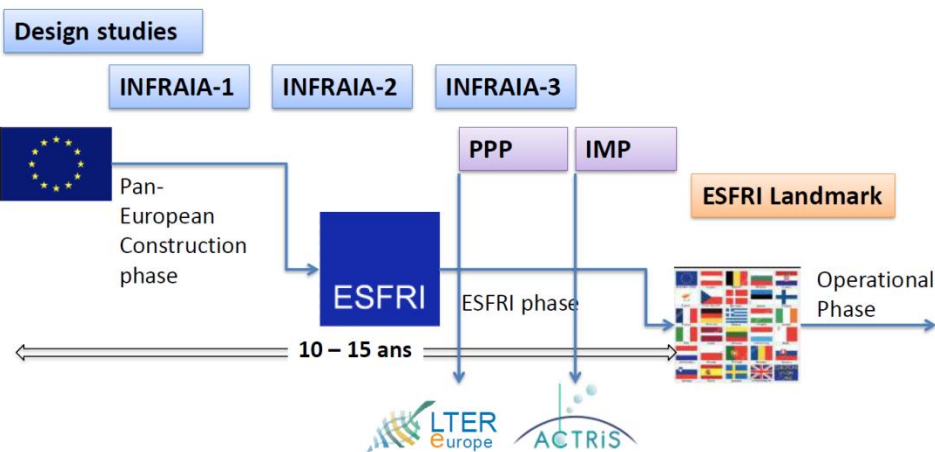 Design studies
INFRAIA-1
INFRAIA-2
INFRAIA-3
PPP
IMP
Pan-
European
Construction
phase
ESFRI Landmark
ESFRI
ESFRI phase
Operational
Phase
10 – 15 ans
LTER
europe
ACTRiS